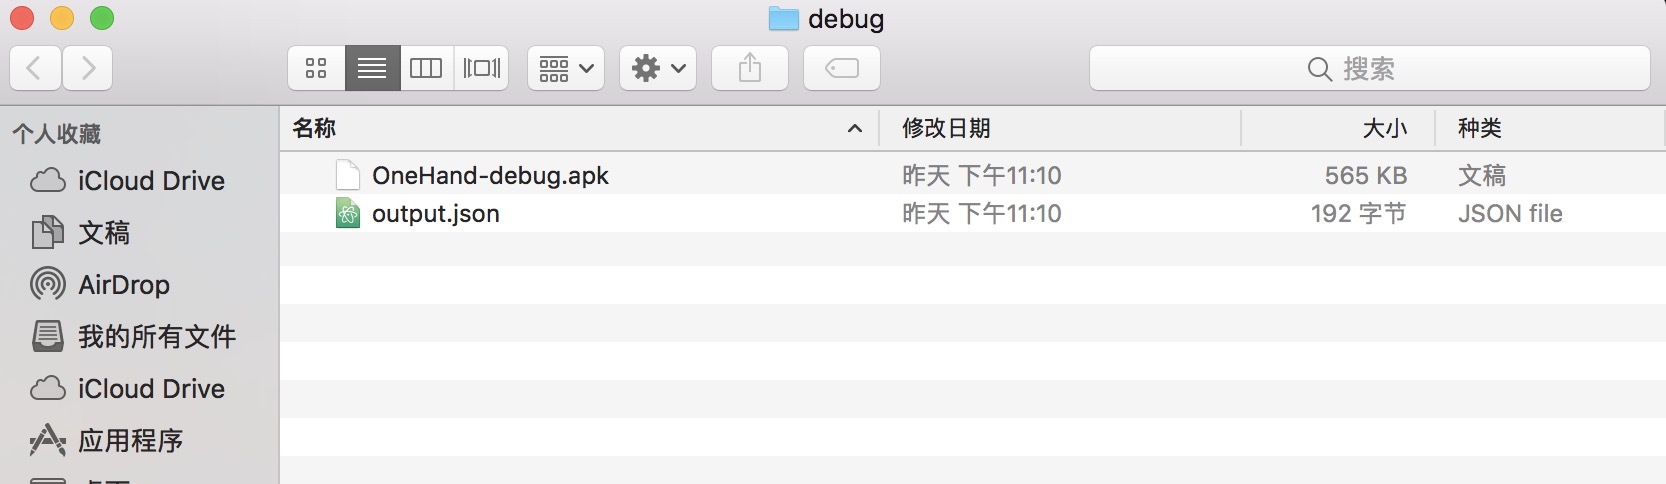 debug
搜索
个人收藏
iCloud Drive
文稿
AirDrop
我的所有文件
iCloud Drive
应用程序
名称 修改日期 大小 种类
OneHand-debug.apk 昨天 下午11:10 565 KB 文稿
output.json 昨天 下午11:10 192 字节 JSON file